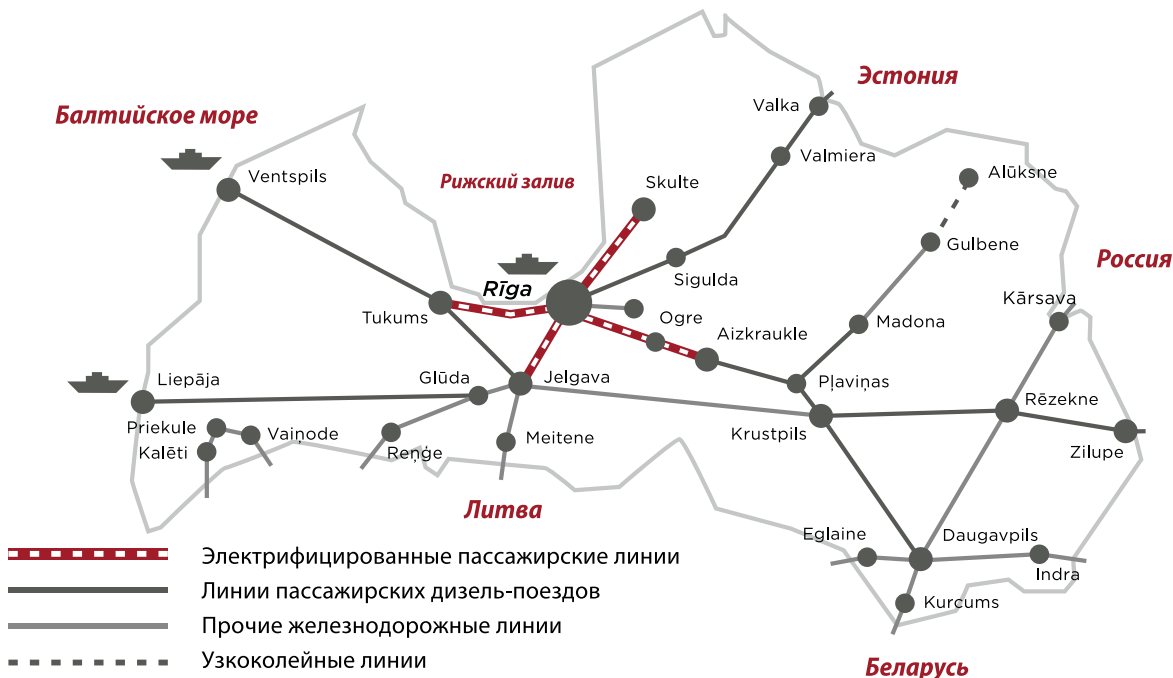 Эстония
Балтийское море
Valka
Valmiera
Ventspils
Рижский залив
Skulte
Alūksne
Gulbene
Россия
Rīga
Sigulda
Kārsava
Tukums
Ogre
Aizkraukle
Madona
Liepāja
Glūda
Jelgava
Pļaviņas
Rēzekne
Priekule
Vaiņode
Kalēti
Reņģe
Meitene
Krustpils
Zilupe
Литва
Eglaine
Daugavpils
Indra
Kurcums
Беларусь
Электрифицированные пассажирские линии
Линии пассажирских дизель-поездов
Прочие железнодорожные линии
Узкоколейные линии